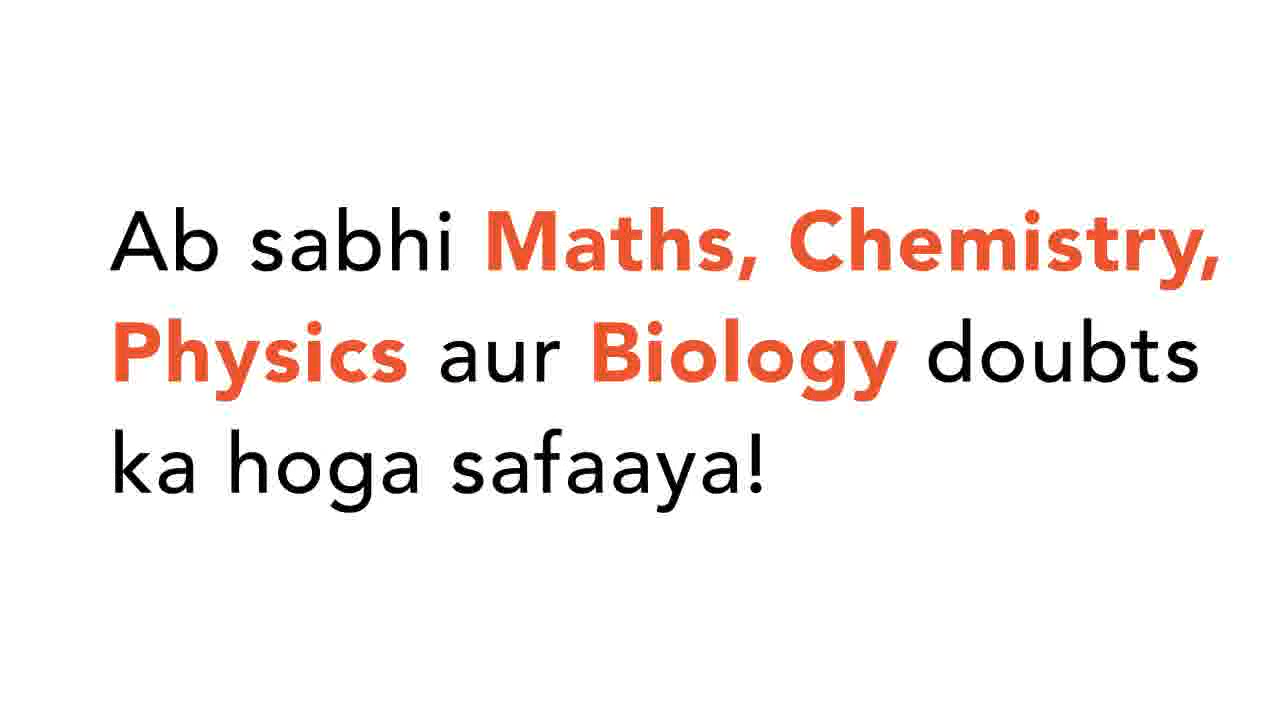 Ab sabhi Maths, Chemistry,
Physics aur Biology doubts
ka hoga safaaya!